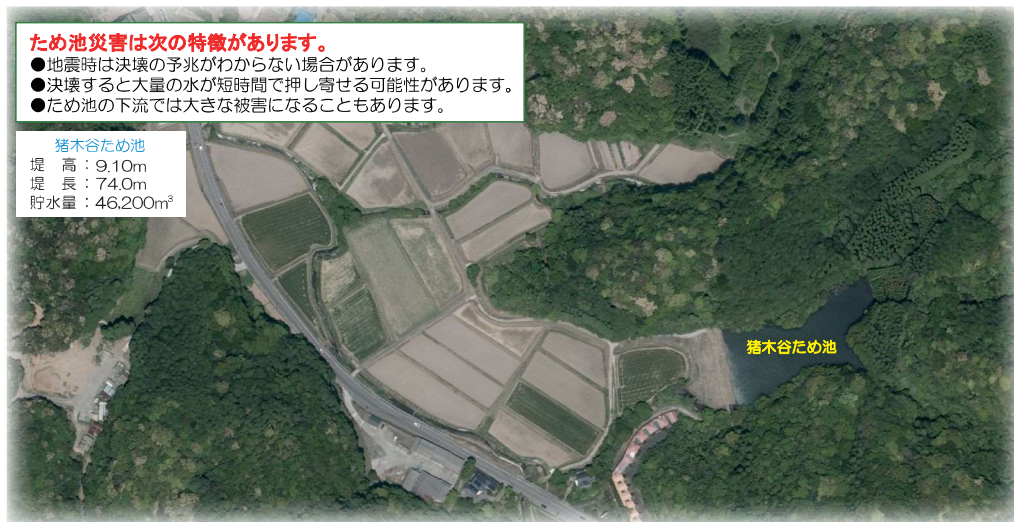 ため池災害は次の特徴があります。
●地震時は決壊の予兆がわからない場合があります。
●決壊すると大量の水が短時間で押し寄せる可能性があります。
●ため池の下流では大きな被害になることもあります。
猪木谷ため池
堤　高：9.10m
堤　長：74.0m
貯水量：46,200m³
猪木谷ため池